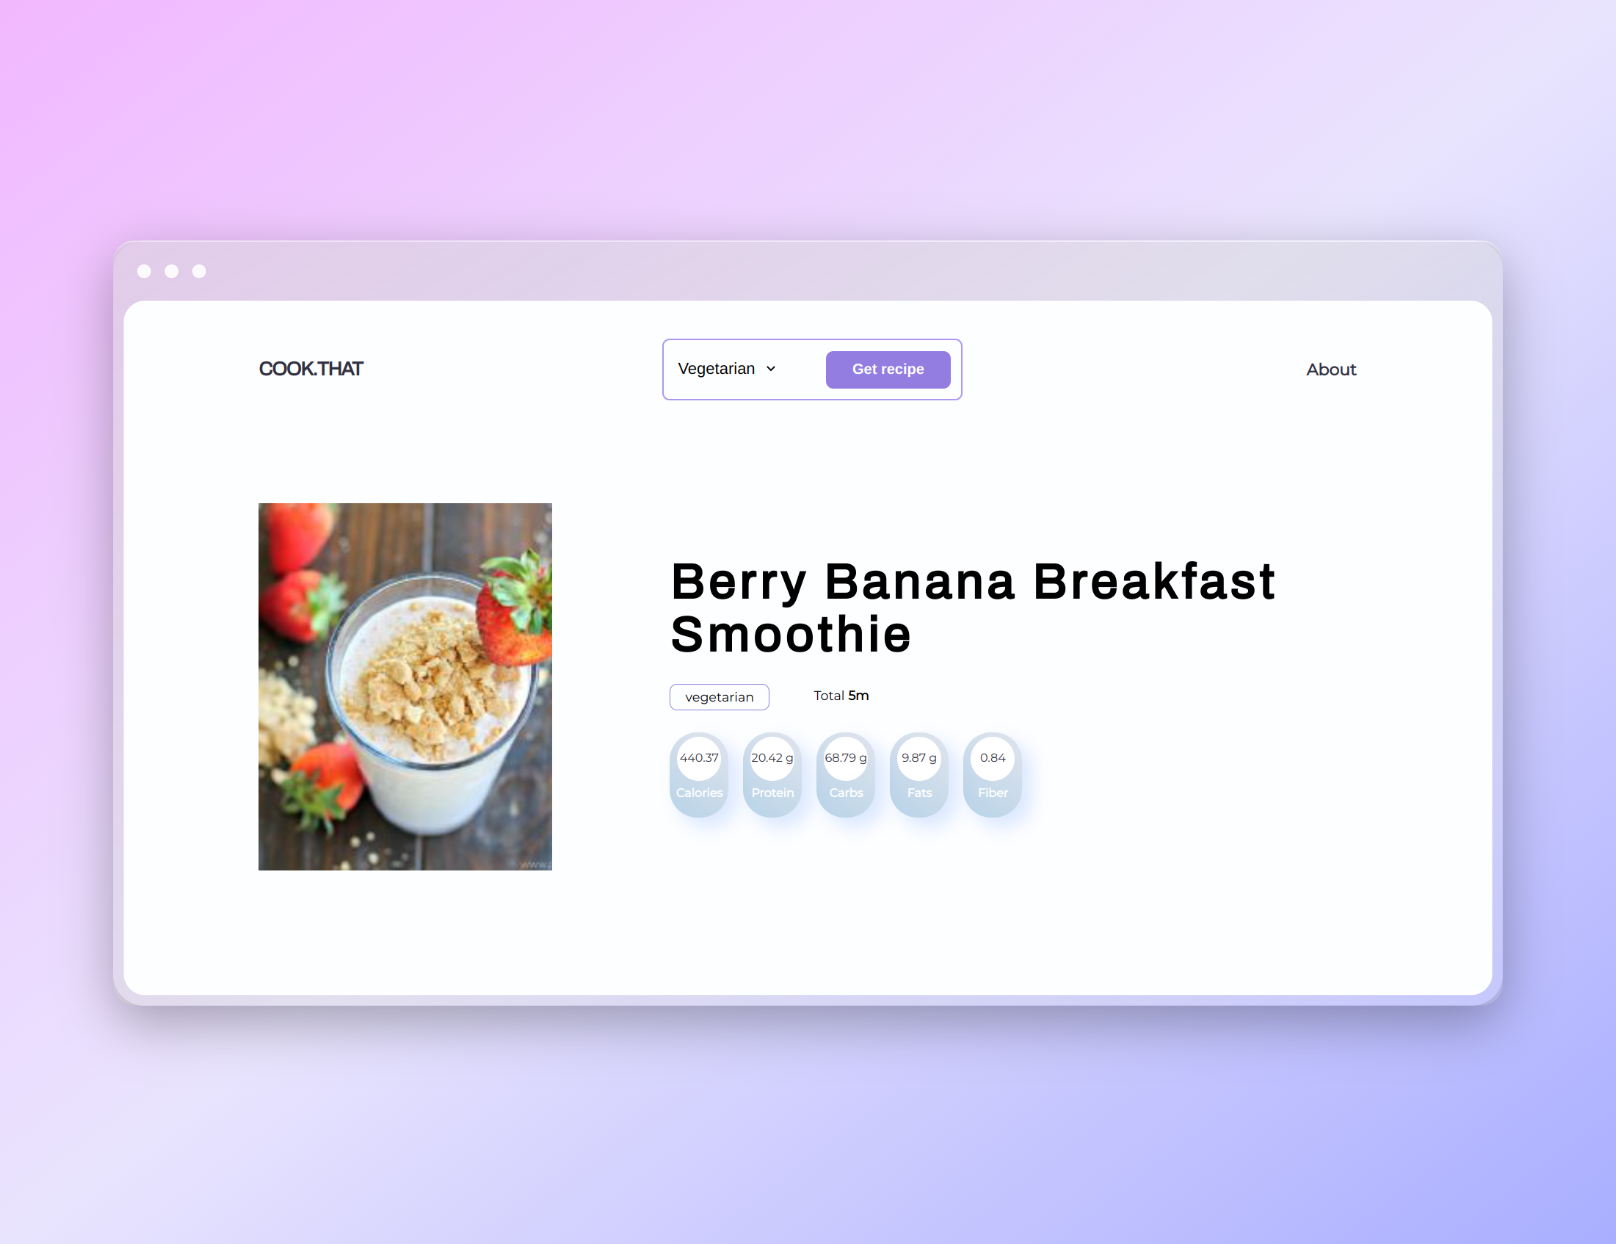 COOK.THAT
Vegetarian
Get recipe
About
Berry Banana Breakfast
Smoothie
vegetarian
Total 5m
440.37
20.42 g
68.79 g
9.87 g
0.84
Calories
Protein
Carbs
Fats
Fiber